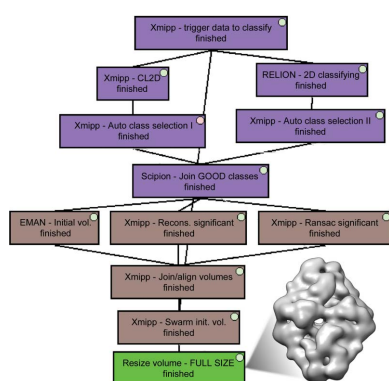 Xmipp - trigger data to classify
finished
Xmipp - CL2D
finished
RELION - 2D classifying
finished
Xmipp - Auto class selection I
finished
Xmipp - Auto class selection II
finished
Scipion - Join GOOD classes
finished
EMAN - Initial vol.
finished
Xmipp - Recons. significant
finished
Xmipp - Ransac significant
finished
Xmipp - Join/align volumes
finished
Xmipp - Swarm init. vol.
finished
Resize volume - FULL SIZE
finished